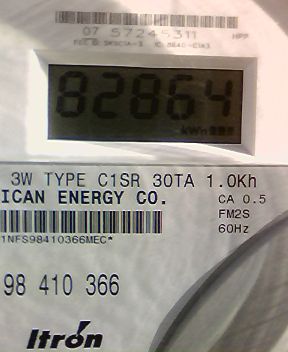 07 57245311 HPP
82864
kWh
3W TYPE C1SR 30TA 1.0Kh
ICAN ENERGY CO.
CA 0.5
FM2S
60Hz
1NFS98410366MEC*
98 410 366
Itron